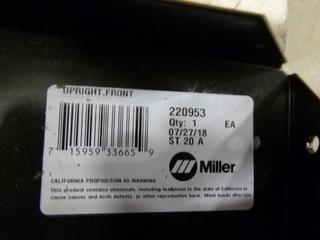 UPRIGHT,FRONT
220953
Qty: 1 EA
07/27/18
ST 20 A
7 15959 33665 9
Miller
CALIFORNIA PROPOSITION 65 WARNING
This product contains chemicals, including lead, known to the state of California to
cause cancer and birth defects or other reproductive harm. Wash hands after use